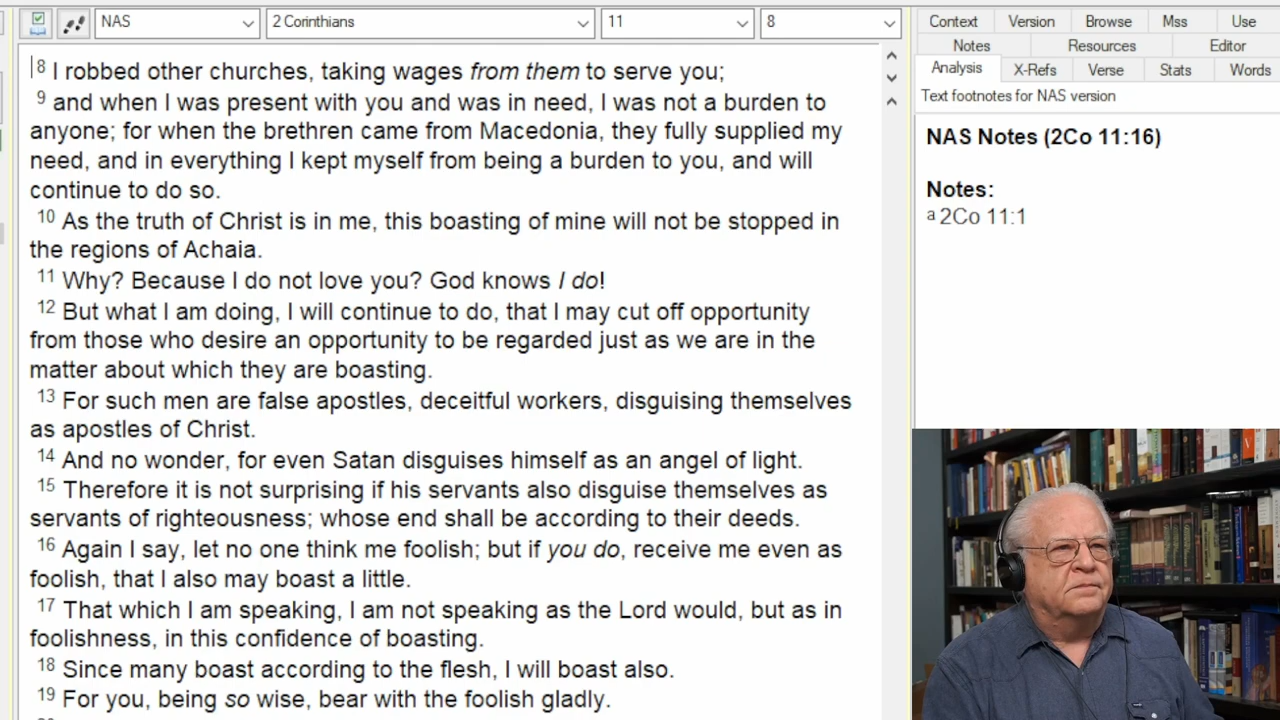 NAS
2 Corinthians
11
8
Context
Version
Browse
Mss
Use
Notes
Resources
Editor
Analysis
X-Refs
Verse
Stats
Words
Text footnotes for NAS version
NAS Notes (2Co 11:16)
Notes:
a 2Co 11:1
8 I robbed other churches, taking wages from them to serve you;
9 and when I was present with you and was in need, I was not a burden to
anyone; for when the brethren came from Macedonia, they fully supplied my
need, and in everything I kept myself from being a burden to you, and will
continue to do so.
10 As the truth of Christ is in me, this boasting of mine will not be stopped in
the regions of Achaia.
11 Why? Because I do not love you? God knows I do!
12 But what I am doing, I will continue to do, that I may cut off opportunity
from those who desire an opportunity to be regarded just as we are in the
matter about which they are boasting.
13 For such men are false apostles, deceitful workers, disguising themselves
as apostles of Christ.
14 And no wonder, for even Satan disguises himself as an angel of light.
15 Therefore it is not surprising if his servants also disguise themselves as
servants of righteousness; whose end shall be according to their deeds.
16 Again I say, let no one think me foolish; but if you do, receive me even as
foolish, that I also may boast a little.
17 That which I am speaking, I am not speaking as the Lord would, but as in
foolishness, in this confidence of boasting.
18 Since many boast according to the flesh, I will boast also.
19 For you, being so wise, bear with the foolish gladly.